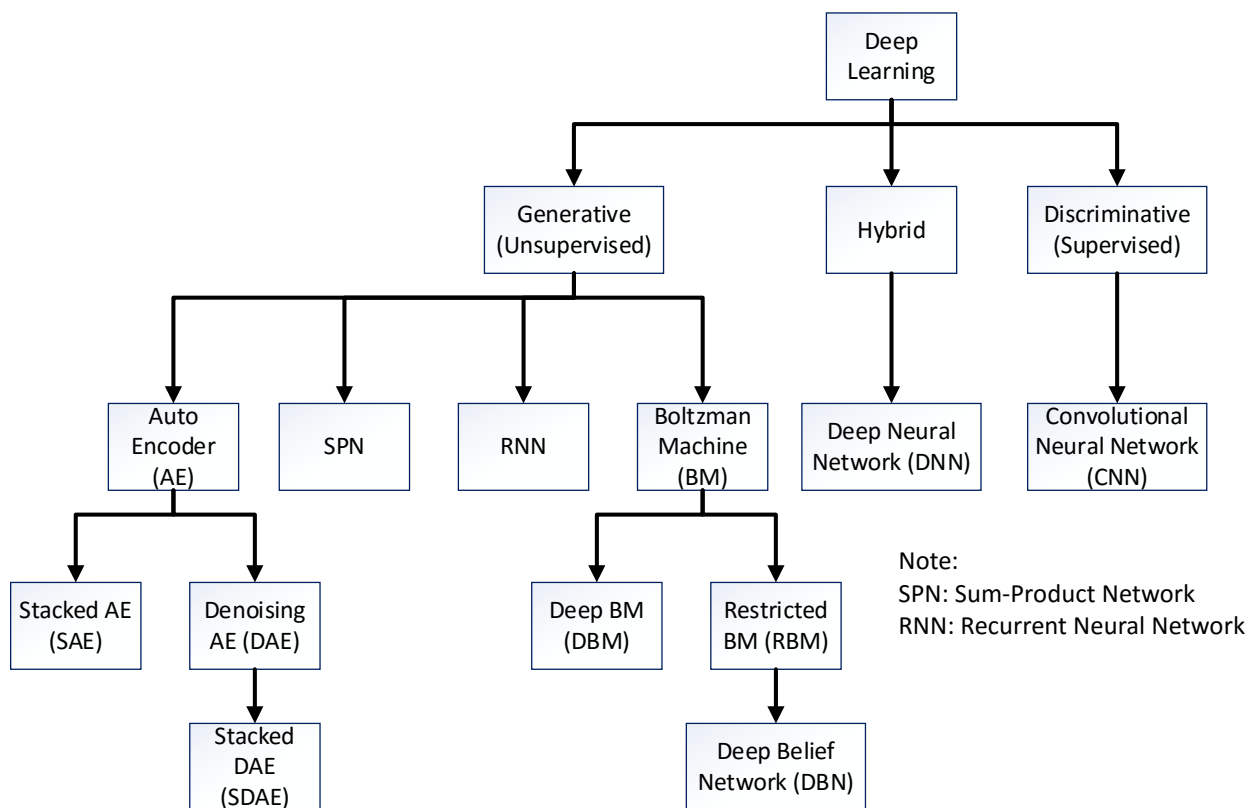 Deep
Learning
Generative
(Unsupervised)
Hybrid
Discriminative
(Supervised)
Auto
Encoder
(AE)
SPN
RNN
Boltzman
Machine
(BM)
Deep Neural
Network (DNN)
Convolutional
Neural Network
(CNN)
Stacked AE
(SAE)
Denoising
AE (DAE)
Deep BM
(DBM)
Restricted
BM (RBM)
Note:
SPN: Sum-Product Network
RNN: Recurrent Neural Network
Stacked
DAE
(SDAE)
Deep Belief
Network (DBN)